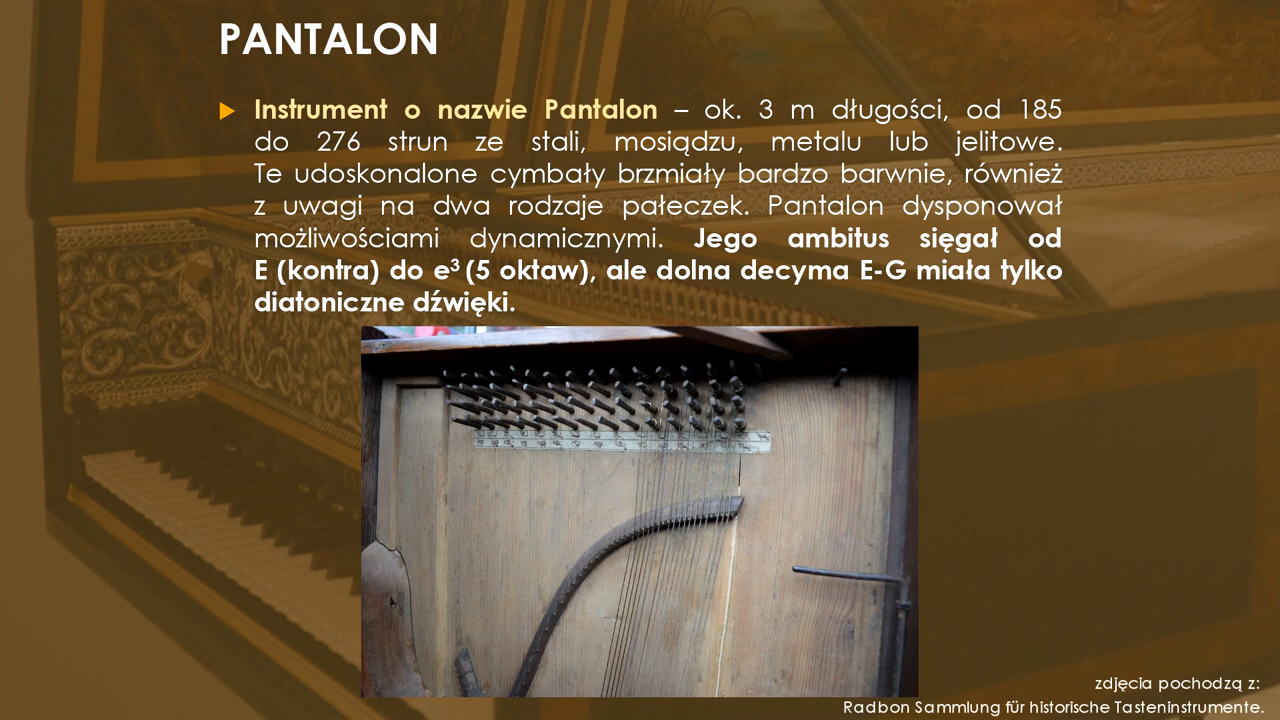 PANTALON
Instrument o nazwie Pantalon – ok. 3 m długości, od 185
do 276 strun ze stali, mosiądzu, metalu lub jelitowe.
Te udoskonalone cymbały brzmiały bardzo barwnie, również
z uwagi na dwa rodzaje pałeczek. Pantalon dysponował
możliwościami dynamicznymi. Jego ambitus sięgał od
E (kontra) do e³ (5 oktaw), ale dolna decyma E-G miała tylko
diatoniczne dźwięki.
zdjęcia pochodzą z:
Radbon Sammlung für historische Tasteninstrumente.